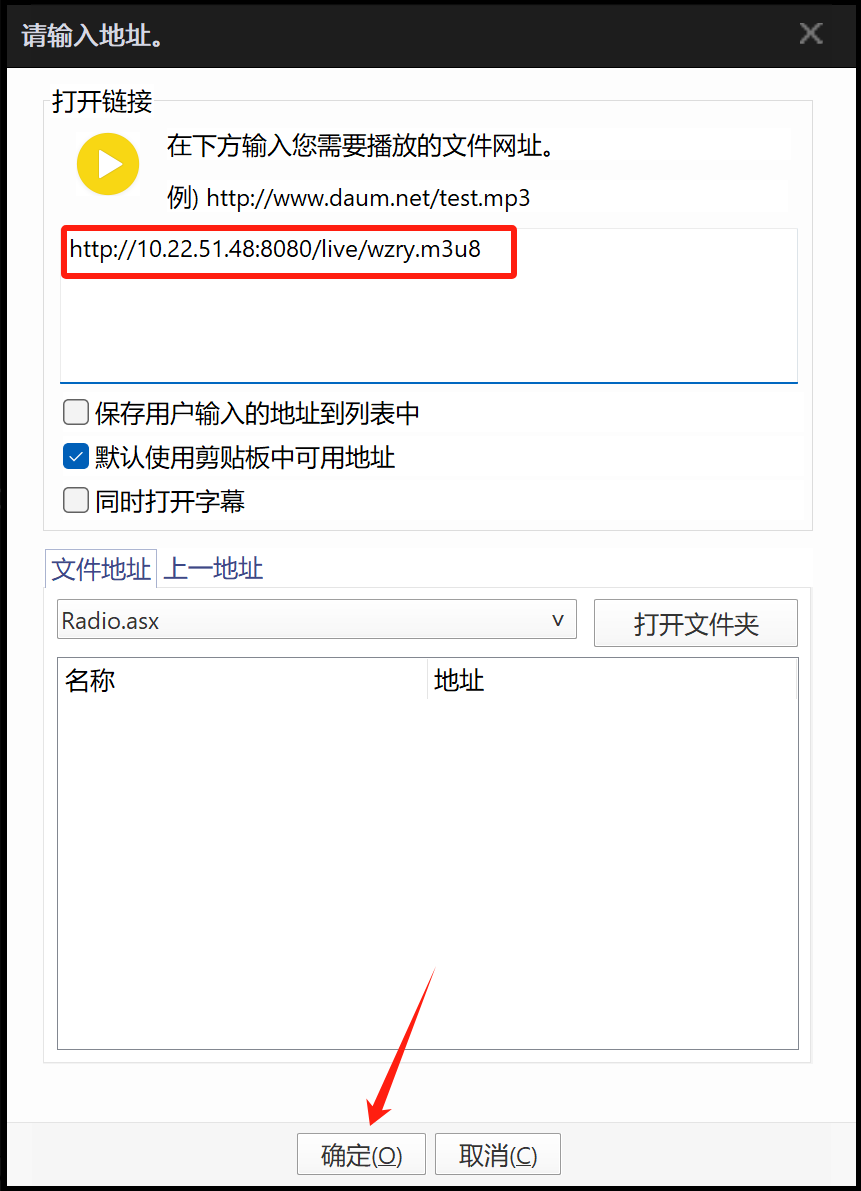 请输入地址。
打开链接
在下方输入您需要播放的文件网址。
例) http://www.daum.net/test.mp3
http://10.22.51.48:8080/live/wzry.m3u8
保存用户输入的地址到列表中
默认使用剪贴板中可用地址
同时打开字幕
文件地址 上一地址
Radio.asx 打开文件夹
名称 地址
确定(O) 取消(C)